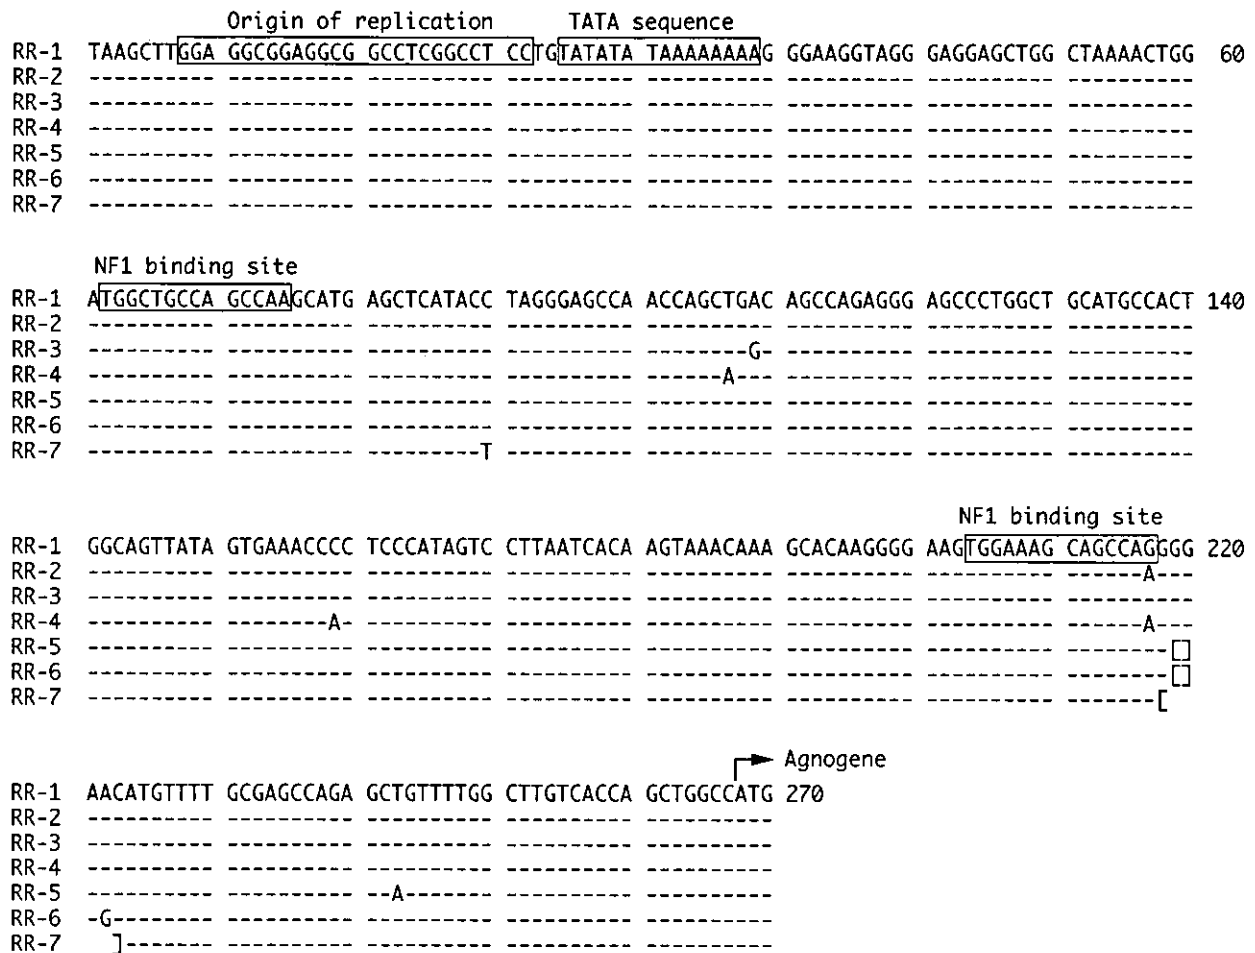 Origin of replication TATA sequence
RR-1 TAAGCTTGGA GGCGGAGGCG GCCTCGGCCT CCTGTATATA TAAAAAAAAG GGAAGGTAGG GAGGAGCTGG CTAAAACTGG 60
RR-2 ---------- ---------- ---------- ---------- ---------- ---------- ---------- ----------
RR-3 ---------- ---------- ---------- ---------- ---------- ---------- ---------- ----------
RR-4 ---------- ---------- ---------- ---------- ---------- ---------- ---------- ----------
RR-5 ---------- ---------- ---------- ---------- ---------- ---------- ---------- ----------
RR-6 ---------- ---------- ---------- ---------- ---------- ---------- ---------- ----------
RR-7 ---------- ---------- ---------- ---------- ---------- ---------- ---------- ----------
NF1 binding site
RR-1 ATGGCTGCCA GCCAAGCATG AGCTCATACC TAGGGAGCCA ACCAGCTGAC AGCCAGAGGG AGCCCTGGCT GCATGCCACT 140
RR-2 ---------- ---------- ---------- ---------- ---------- ---------- ---------- ----------
RR-3 ---------- ---------- ---------- ---------- --------G- ---------- ---------- ----------
RR-4 ---------- ---------- ---------- ---------- ------A--- ---------- ---------- ----------
RR-5 ---------- ---------- ---------- ---------- ---------- ---------- ---------- ----------
RR-6 ---------- ---------- ---------- ---------- ---------- ---------- ---------- ----------
RR-7 ---------- ---------- ---------T ---------- ---------- ---------- ---------- ----------
NF1 binding site
RR-1 GGCAGTTATA GTGAAACCCC TCCCATAGTC CTTAATCACA AGTAAACAAA GCACAAGGGG AAGTGGAAAG CAGCCAGGGG 220
RR-2 ---------- ---------- ---------- ---------- ---------- ---------- ---------- ------A---
RR-3 ---------- ---------- ---------- ---------- ---------- ---------- ---------- ----------
RR-4 ---------- --------A- ---------- ---------- ---------- ---------- ---------- ------A---
RR-5 ---------- ---------- ---------- ---------- ---------- ---------- ---------- --------[]
RR-6 ---------- ---------- ---------- ---------- ---------- ---------- ---------- --------[]
RR-7 ---------- ---------- ---------- ---------- ---------- ---------- ---------- -------[
Agnogene
RR-1 AACATGTTTT GCGAGCCAGA GCTGTTTTGG CTTGTCACCA GCTGGCCATG 270
RR-2 ---------- ---------- ---------- ---------- ----------
RR-3 ---------- ---------- ---------- ---------- ----------
RR-4 ---------- ---------- ---------- ---------- ----------
RR-5 ---------- ---------- --A------- ---------- ----------
RR-6 -G-------- ---------- ---------- ---------- ----------
RR-7 ]------- ---------- ---------- ---------- ----------